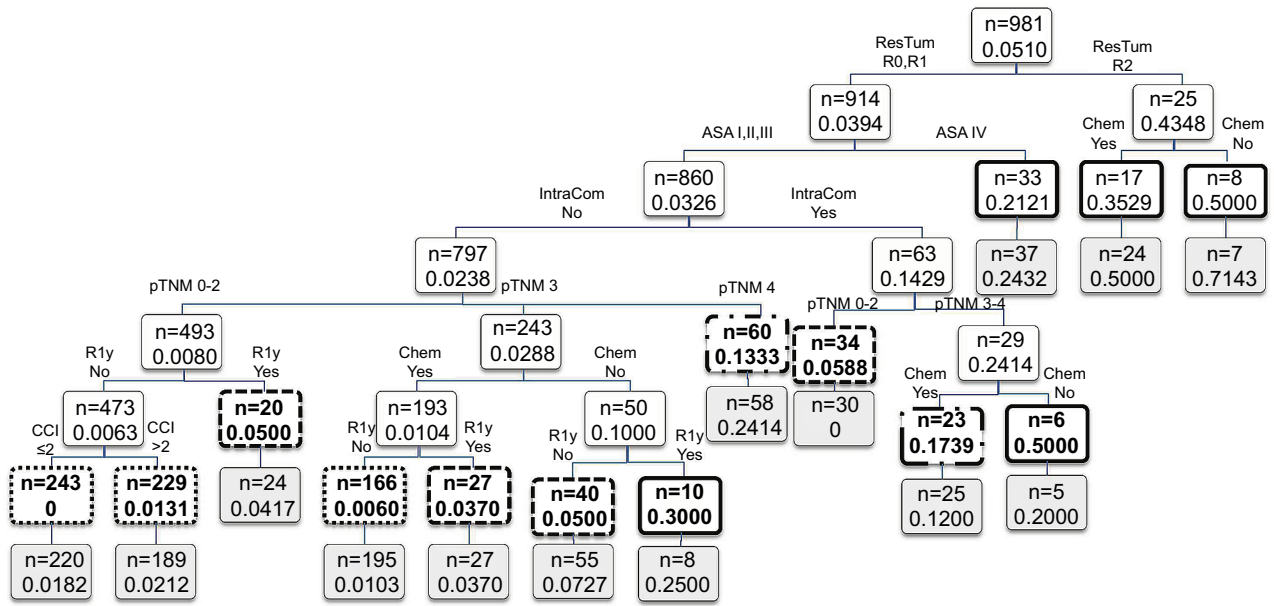 n=981
0.0510
ResTum
R0,R1
ResTum
R2
n=914
0.0394
n=25
0.4348
ASA I,II,III
ASA IV
Chem
Yes
Chem
No
n=860
0.0326
n=33
0.2121
n=17
0.3529
n=8
0.5000
IntraCom
No
IntraCom
Yes
n=797
0.0238
n=63
0.1429
n=37
0.2432
n=24
0.5000
n=7
0.7143
pTNM 0-2
pTNM 3
pTNM 4
pTNM 0-2
pTNM 3-4
n=493
0.0080
n=243
0.0288
n=60
0.1333
n=34
0.0588
n=29
0.2414
R1y
No
R1y
Yes
Chem
Yes
Chem
No
Chem
Yes
Chem
No
n=473
0.0063
n=20
0.0500
n=193
0.0104
n=50
0.1000
n=58
0.2414
n=30
0
n=23
0.1739
n=6
0.5000
CCI
≤2
CCI
>2
R1y
No
R1y
Yes
R1y
No
R1y
Yes
n=243
0
n=229
0.0131
n=24
0.0417
n=166
0.0060
n=27
0.0370
n=40
0.0500
n=10
0.3000
n=25
0.1200
n=5
0.2000
n=220
0.0182
n=189
0.0212
n=195
0.0103
n=27
0.0370
n=55
0.0727
n=8
0.2500